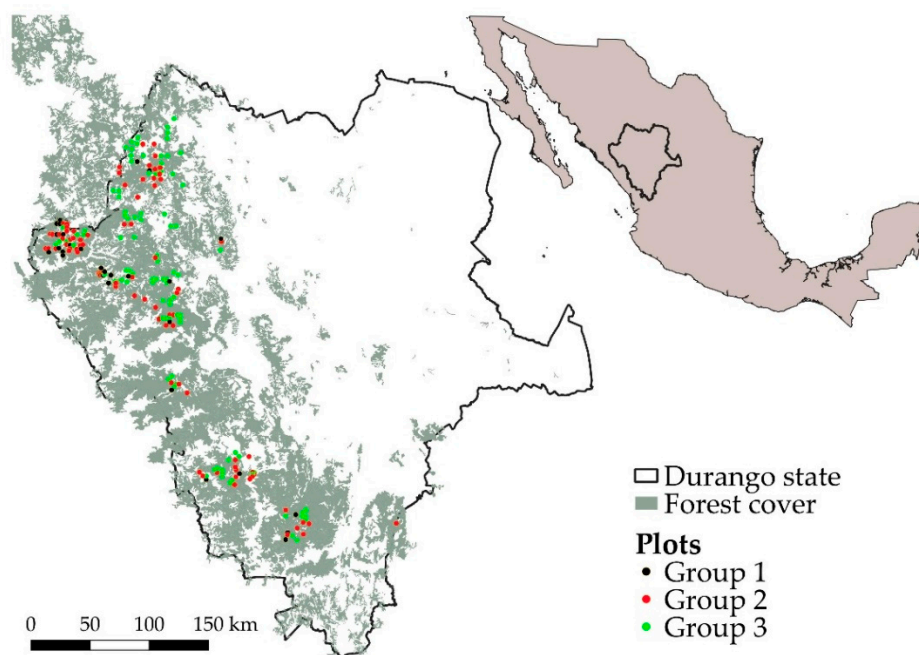 Durango state
Forest cover
Plots
Group 1
Group 2
Group 3
0 50 100 150 km